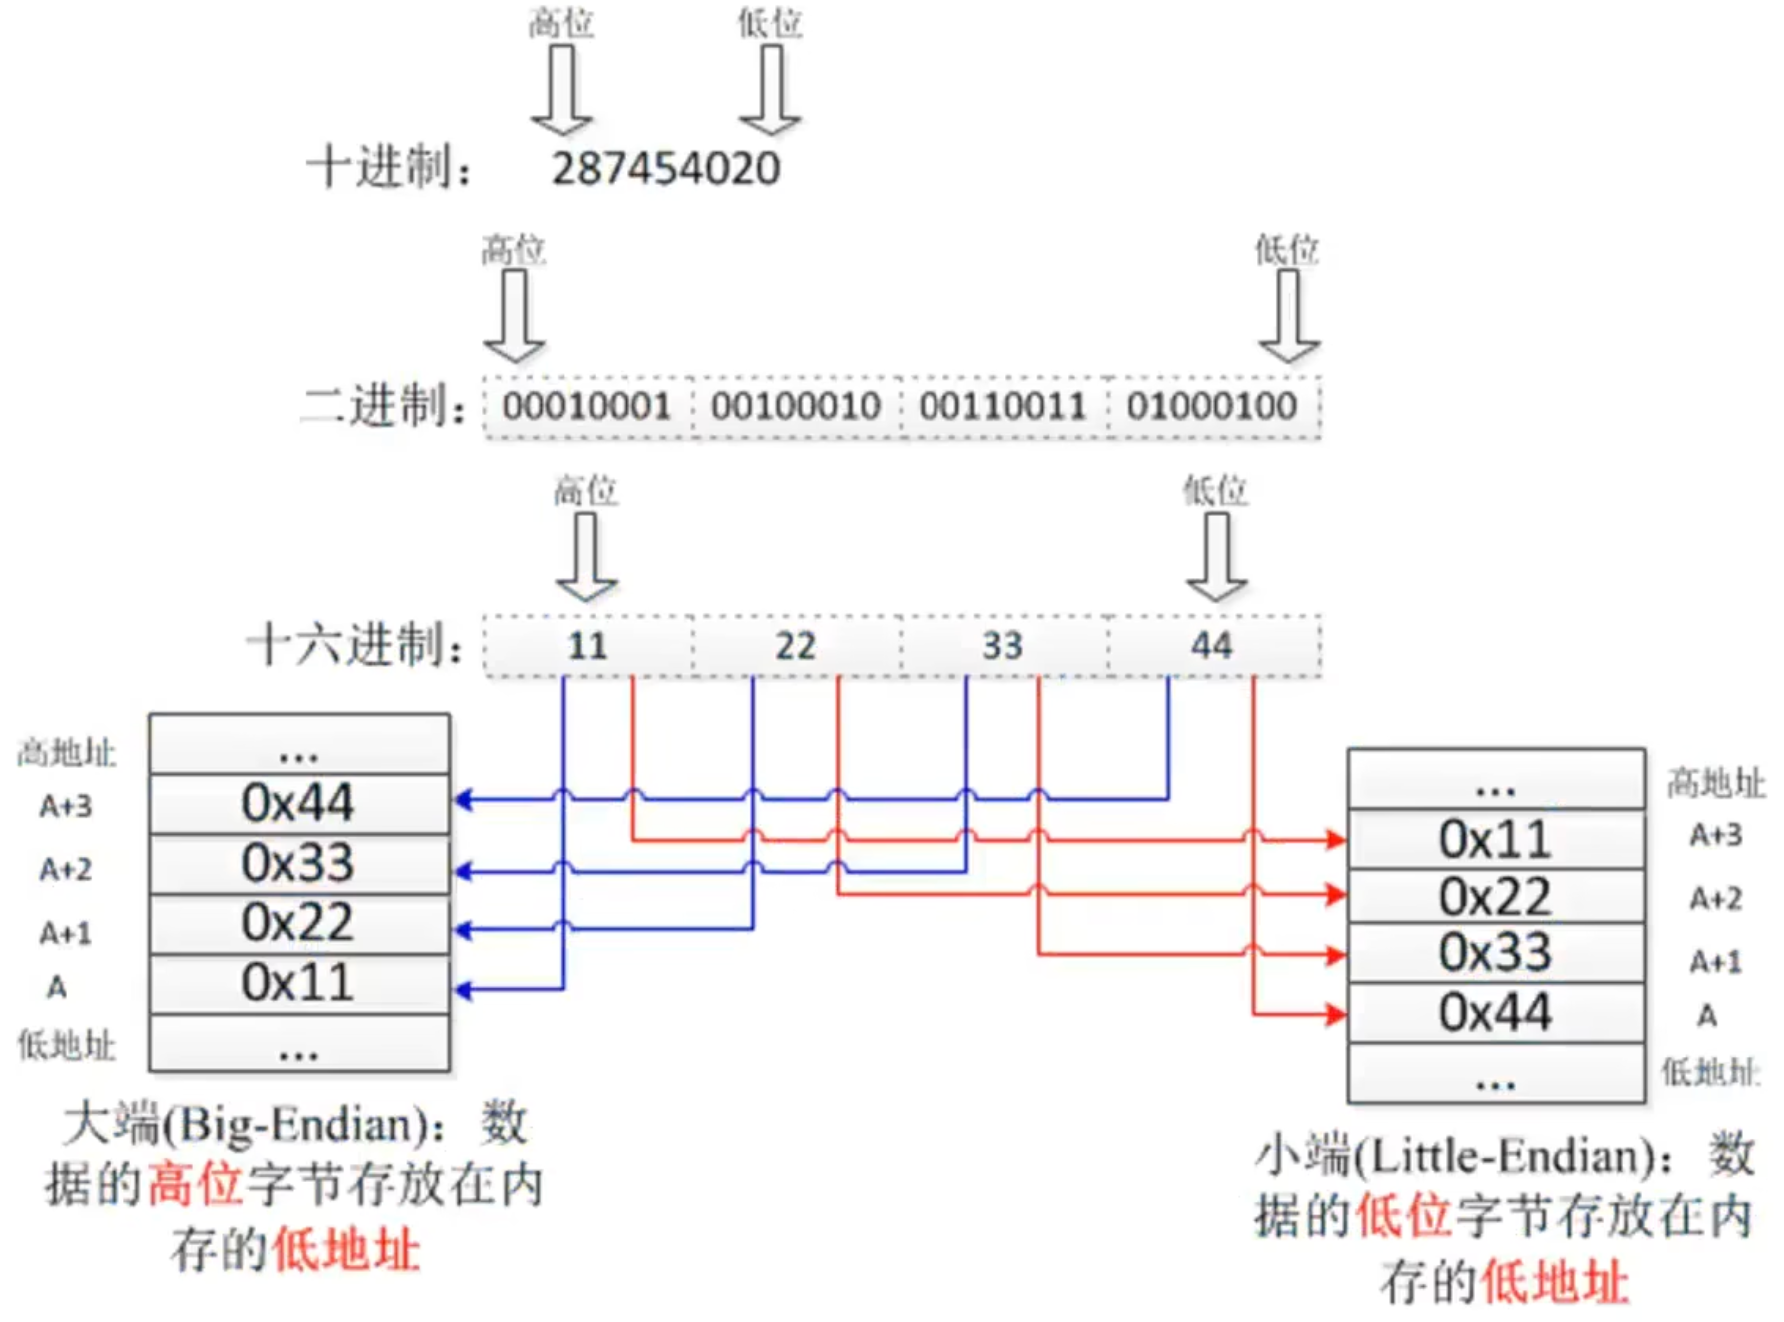 高位 低位
十进制： 287454020
高位 低位
二进制： 00010001 00100010 00110011 01000100
高位 低位
十六进制： 11 22 33 44
高地址 ...
A+3 0x44
A+2 0x33
A+1 0x22
A 0x11
低地址 ...
大端(Big-Endian)：数
据的高位字节存放在内
存的低地址
... 高地址
0x11 A+3
0x22 A+2
0x33 A+1
0x44 A
... 低地址
小端(Little-Endian)：数
据的低位字节存放在内
存的低地址